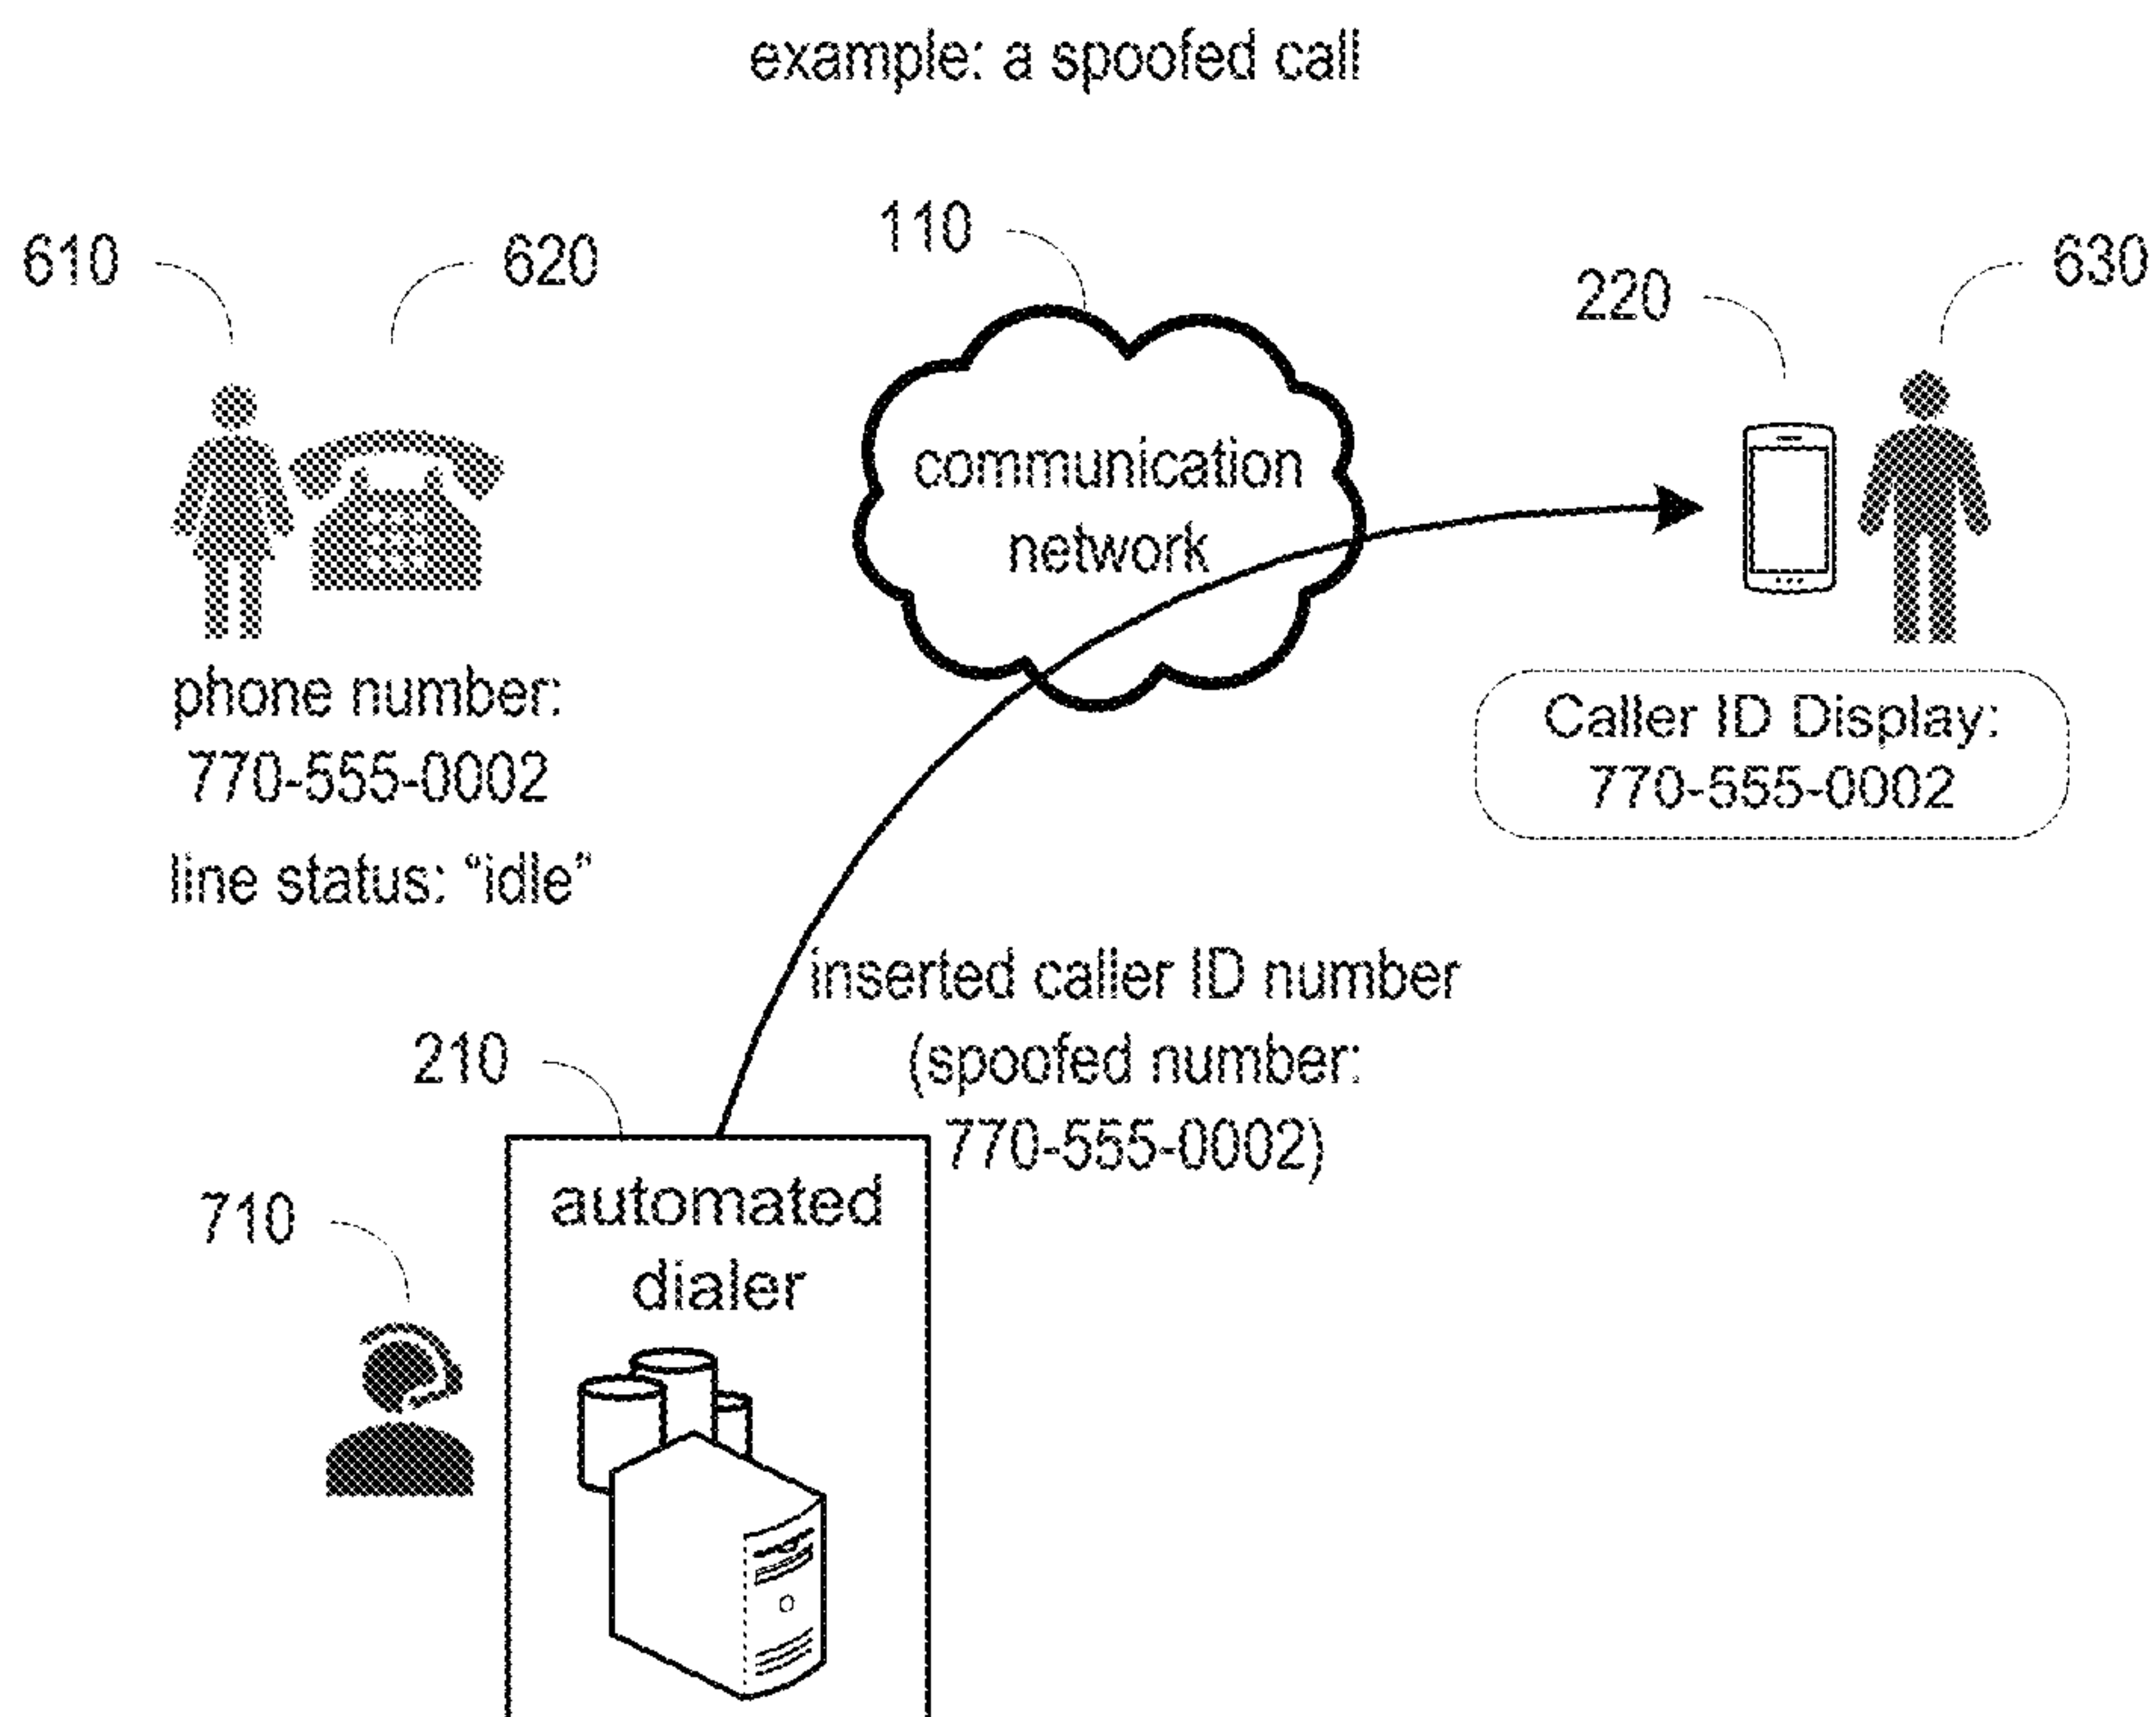 example: a spoofed call
110
610
620
630
220
communication
network
phone number:
770-555-0002
line status: “idle”
Caller ID Display:
770-555-0002
inserted caller ID number
(spoofed number:
770-555-0002)
210
automated
dialer
710